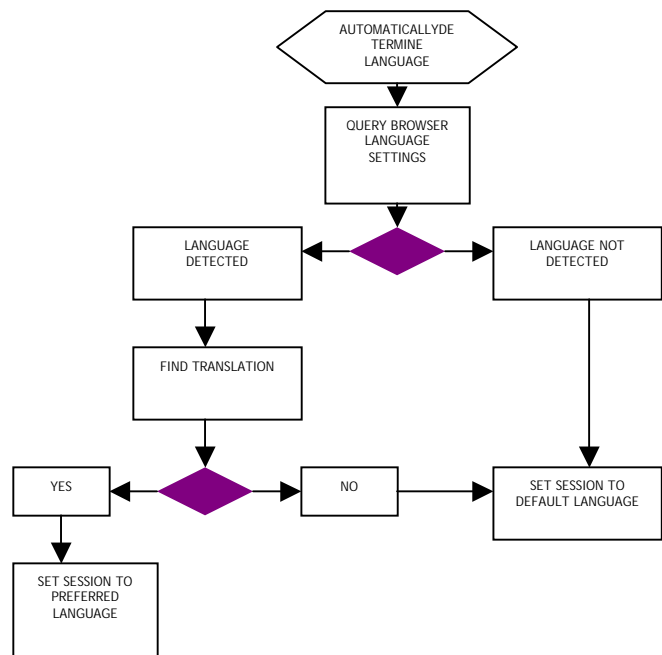 AUTOMATICALLYDE
TERMINE
LANGUAGE
QUERY BROWSER
LANGUAGE
SETTINGS
LANGUAGE
DETECTED
LANGUAGE NOT
DETECTED
FIND TRANSLATION
YES
NO
SET SESSION TO
DEFAULT LANGUAGE
SET SESSION TO
PREFERRED
LANGUAGE